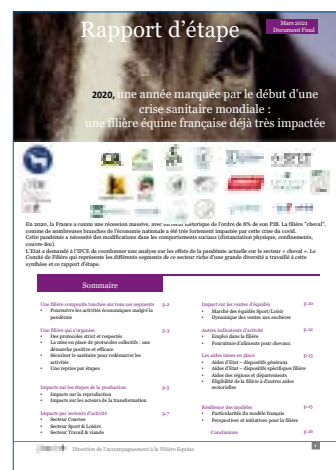 Rapport d'étape
Mars 2021
Document Final
2020, une année marquée par le début d'une
crise sanitaire mondiale :
une filière équine française déjà très impactée
En 2020, la France a connu une récession massive, avec un recul historique de l'ordre de 8% de son PIB. La filière "cheval",
comme de nombreuses branches de l'économie nationale a été très fortement impactée par cette crise covid.
Cette pandémie a nécessité des modifications dans les comportements sociaux (distanciation physique, confinements,
couvre-feu).
L'Etat a demandé à l'IFCE de coordonner une analyse sur les effets de la pandémie actuelle sur le secteur « cheval ». Le
Comité de Filière qui représente les différents segments de ce secteur riche d'une grande diversité a travaillé à cette
synthèse et ce rapport d'étape.
Sommaire
Une filière composite touchée sur tous ses segments p.2
• Poursuivre les activités économiques malgré la
pandémie
Une filière qui s'organise p.3
• Des protocoles strict et respectés
• La mise en place de protocoles collectifs : une
démarche positive et efficace
• Sécuriser le sanitaire pour redémarrer les
activités
• Une reprise par étapes
Impacts sur les étapes de la production p.5
• Impacts sur la reproduction
• Impacts sur les acteurs de la transformation
Impacts par secteurs d'activité p.7
• Secteur Courses
• Secteur Sport & Loisirs
• Secteur Travail & viande
Impact sur les ventes d'équidés p.10
• Marché des équidés Sport/Loisir
• Dynamique des ventes aux enchères
Autres indicateurs d'activité p.12
• Emploi dans la filière
• Fourniture d'aliments pour chevaux
Les aides mises en place p.13
• Aides d'Etat – dispositifs généraux
• Aides d'Etat – dispositifs spécifiques filière
• Aides des régions et départements
• Eligibilité de la filière à d'autres aides
sectorielles
Résilience des modèles p.15
• Particularités du modèle français
• Perspectives et initiatives pour la filière
Conclusions p.16
Direction de l'accompagnement à la Filière Equine